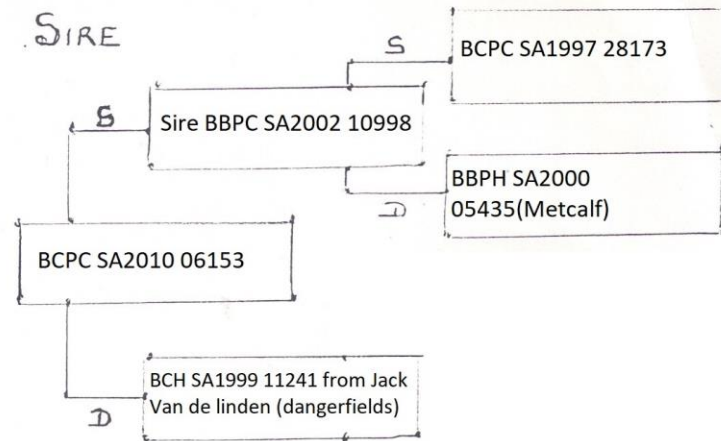 SIRE
S
BCPC SA1997 28173
S
Sire BBPC SA2002 10998
D
BBPH SA2000
05435(Metcalf)
BCPC SA2010 06153
D
BCH SA1999 11241 from Jack
Van de linden (dangerfields)